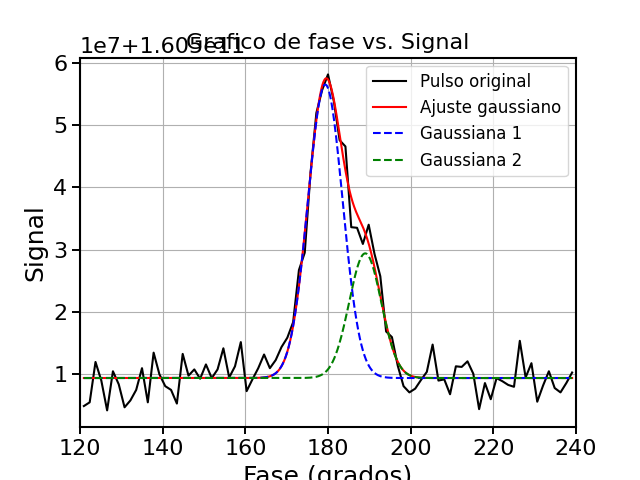 1e7+1.605e11
Grafico de fase vs. Signal
Pulso original
Ajuste gaussiano
Gaussiana 1
Gaussiana 2
Signal
6
5
4
3
2
1
120 140 160 180 200 220 240
Fase (grados)